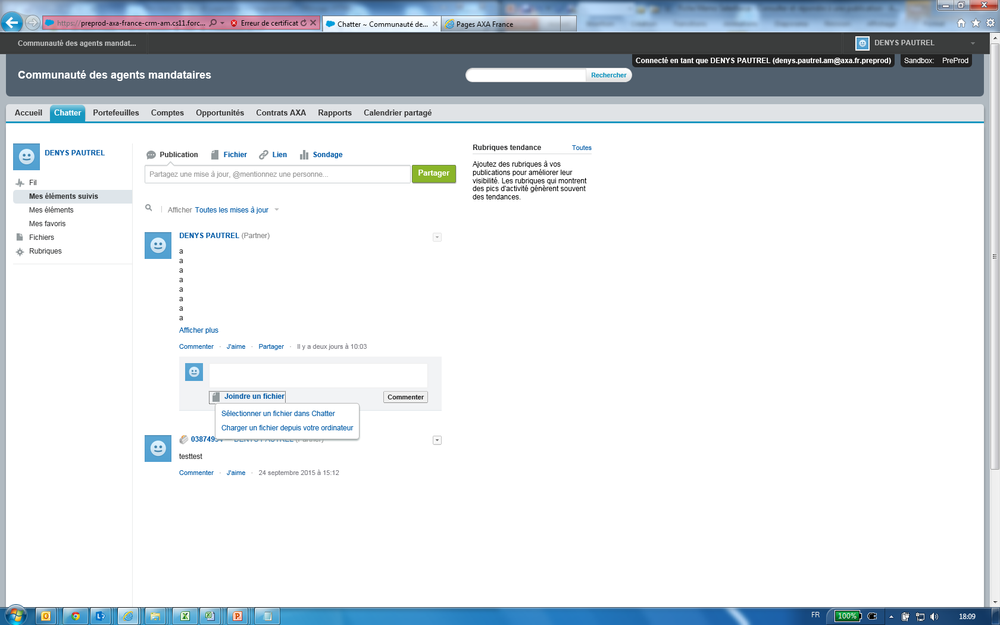 https://preprod-axa-france-crm-am.cs11.forc...
Erreur de certificat
Chatter ~ Communauté de...
Pages AXA France
Communauté des agents mandat...
DENYS PAUTREL
Connecté en tant que DENYS PAUTREL (denys.pautrel.am@axa.fr.preprod)
Sandbox: PreProd
Communauté des agents mandataires
Rechercher
Accueil Chatter Portefeuilles Comptes Opportunités Contrats AXA Rapports Calendrier partagé
DENYS PAUTREL
Fil
Mes éléments suivis
Mes éléments
Mes favoris
Fichiers
Rubriques
Publication Fichier Lien Sondage
Partagez une mise à jour, @mentionnez une personne...
Partager
Afficher Toutes les mises à jour
DENYS PAUTREL (Partner)
a
a
a
a
a
a
a
a
Afficher plus
Commenter · J'aime · Partager · Il y a deux jours à 10:03
Joindre un fichier
Commenter
Sélectionner un fichier dans Chatter
Charger un fichier depuis votre ordinateur
03874954 — DENYS PAUTREL (Partner)
testtest
Commenter · J'aime · 24 septembre 2015 à 15:12
Rubriques tendance
Toutes
Ajoutez des rubriques à vos
publications pour améliorer leur
visibilité. Les rubriques qui montrent
des pics d'activité génèrent souvent
des tendances.
FR
100%
18:09